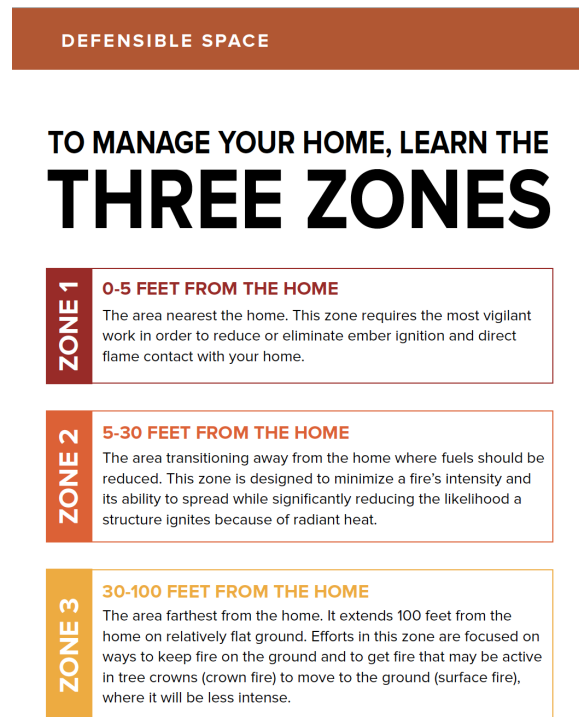 DEFENSIBLE SPACE
TO MANAGE YOUR HOME, LEARN THE
THREE ZONES
ZONE 1
0-5 FEET FROM THE HOME
The area nearest the home. This zone requires the most vigilant
work in order to reduce or eliminate ember ignition and direct
flame contact with your home.
ZONE 2
5-30 FEET FROM THE HOME
The area transitioning away from the home where fuels should be
reduced. This zone is designed to minimize a fire’s intensity and
its ability to spread while significantly reducing the likelihood a
structure ignites because of radiant heat.
ZONE 3
30-100 FEET FROM THE HOME
The area farthest from the home. It extends 100 feet from the
home on relatively flat ground. Efforts in this zone are focused on
ways to keep fire on the ground and to get fire that may be active
in tree crowns (crown fire) to move to the ground (surface fire),
where it will be less intense.